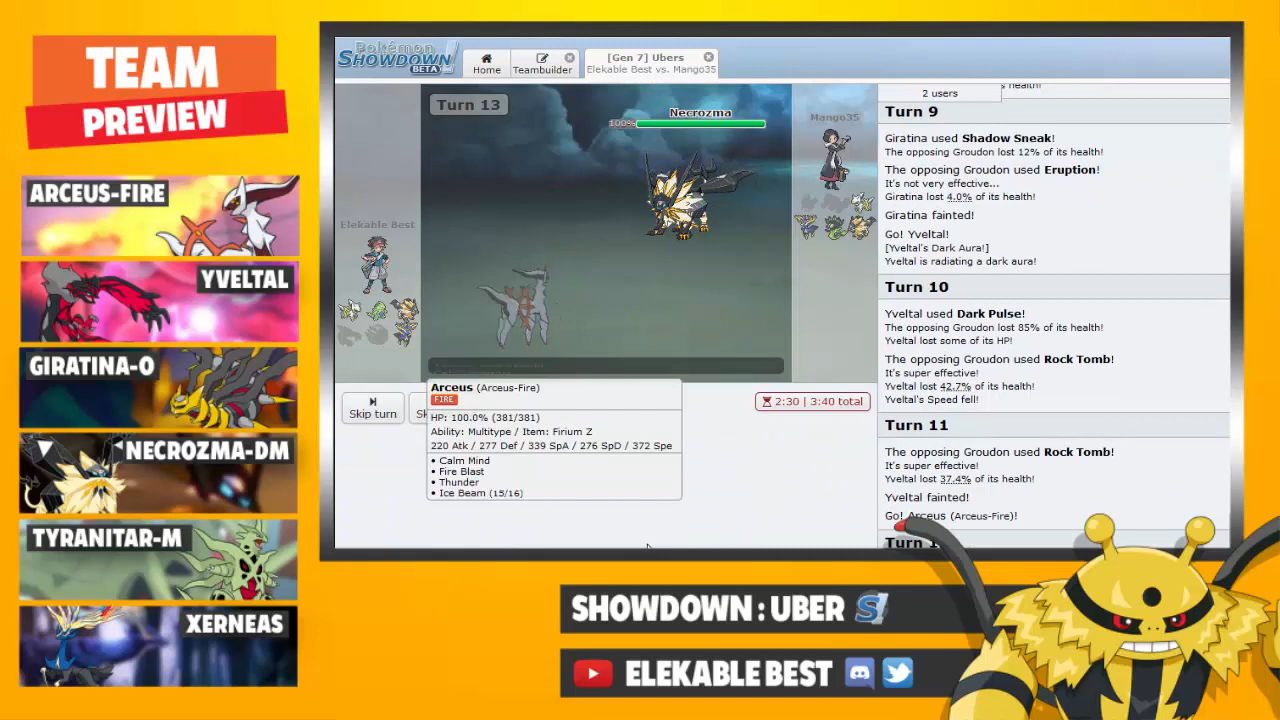 TEAM
PREVIEW
ARCEUS-FIRE
YVELTAL
GIRATINA-O
NECROZMA-DM
TYRANITAR-M
XERNEAS
Pokémon
SHOWDOWN!
BETA
Home
Teambuilder
[Gen 7] Ubers
Elekable Best vs. Mango35
Turn 13
Necrozma
100%
Mango35
Elekable Best
Skip turn
Sk
2:30 | 3:40 total
Arceus (Arceus-Fire)
FIRE
HP: 100.0% (381/381)
Ability: Multitype / Item: Firium Z
220 Atk / 277 Def / 339 SpA / 276 SpD / 372 Spe
• Calm Mind
• Fire Blast
• Thunder
• Ice Beam (15/16)
2 users
Turn 9
Giratina used Shadow Sneak!
The opposing Groudon lost 12% of its health!
The opposing Groudon used Eruption!
It's not very effective...
Giratina lost 4.0% of its health!
Giratina fainted!
Go! Yveltal!
[Yveltal's Dark Aura!]
Yveltal is radiating a dark aura!
Turn 10
Yveltal used Dark Pulse!
The opposing Groudon lost 85% of its health!
Yveltal lost some of its HP!
The opposing Groudon used Rock Tomb!
It's super effective!
Yveltal lost 42.7% of its health!
Yveltal's Speed fell!
Turn 11
The opposing Groudon used Rock Tomb!
It's super effective!
Yveltal lost 37.4% of its health!
Yveltal fainted!
Go! Arceus (Arceus-Fire)!
SHOWDOWN : UBER S
ELEKABLE BEST